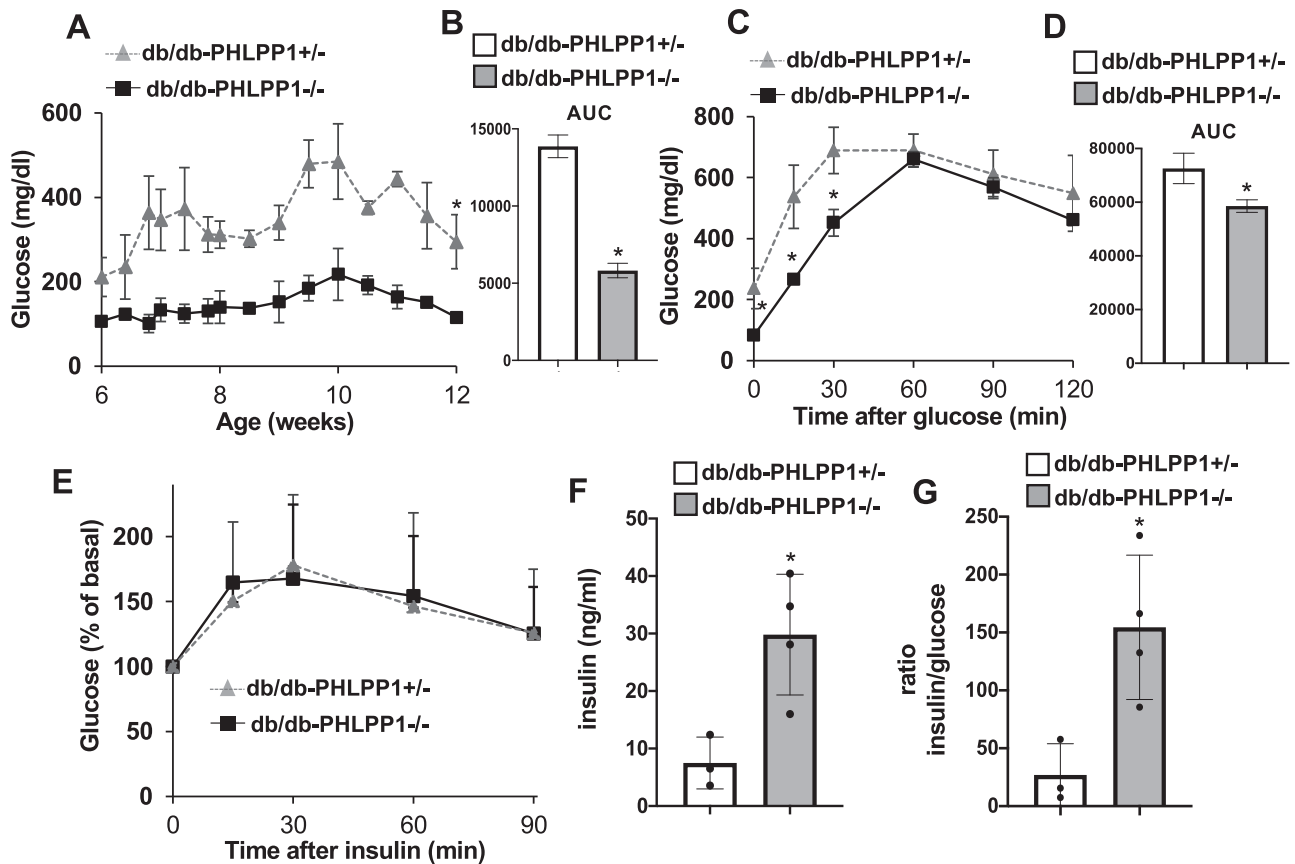 A
db/db-PHLPP1+/-
db/db-PHLPP1-/-
Glucose (mg/dl)
600
400
200
0
6
8
10
12
*
Age (weeks)
B
db/db-PHLPP1+/-
db/db-PHLPP1-/-
AUC
15000
10000
5000
0
*
C
db/db-PHLPP1+/-
db/db-PHLPP1-/-
Glucose (mg/dl)
800
600
400
200
0
*
*
*
0
30
60
90
120
Time after glucose (min)
D
db/db-PHLPP1+/-
db/db-PHLPP1-/-
AUC
80000
60000
40000
20000
0
*
E
Glucose (% of basal)
200
150
100
50
0
db/db-PHLPP1+/-
db/db-PHLPP1-/-
0
30
60
90
Time after insulin (min)
F
db/db-PHLPP1+/-
db/db-PHLPP1-/-
insulin (ng/ml)
50
40
30
20
10
0
*
G
db/db-PHLPP1+/-
db/db-PHLPP1-/-
ratio
insulin/glucose
250
200
150
100
50
0
*